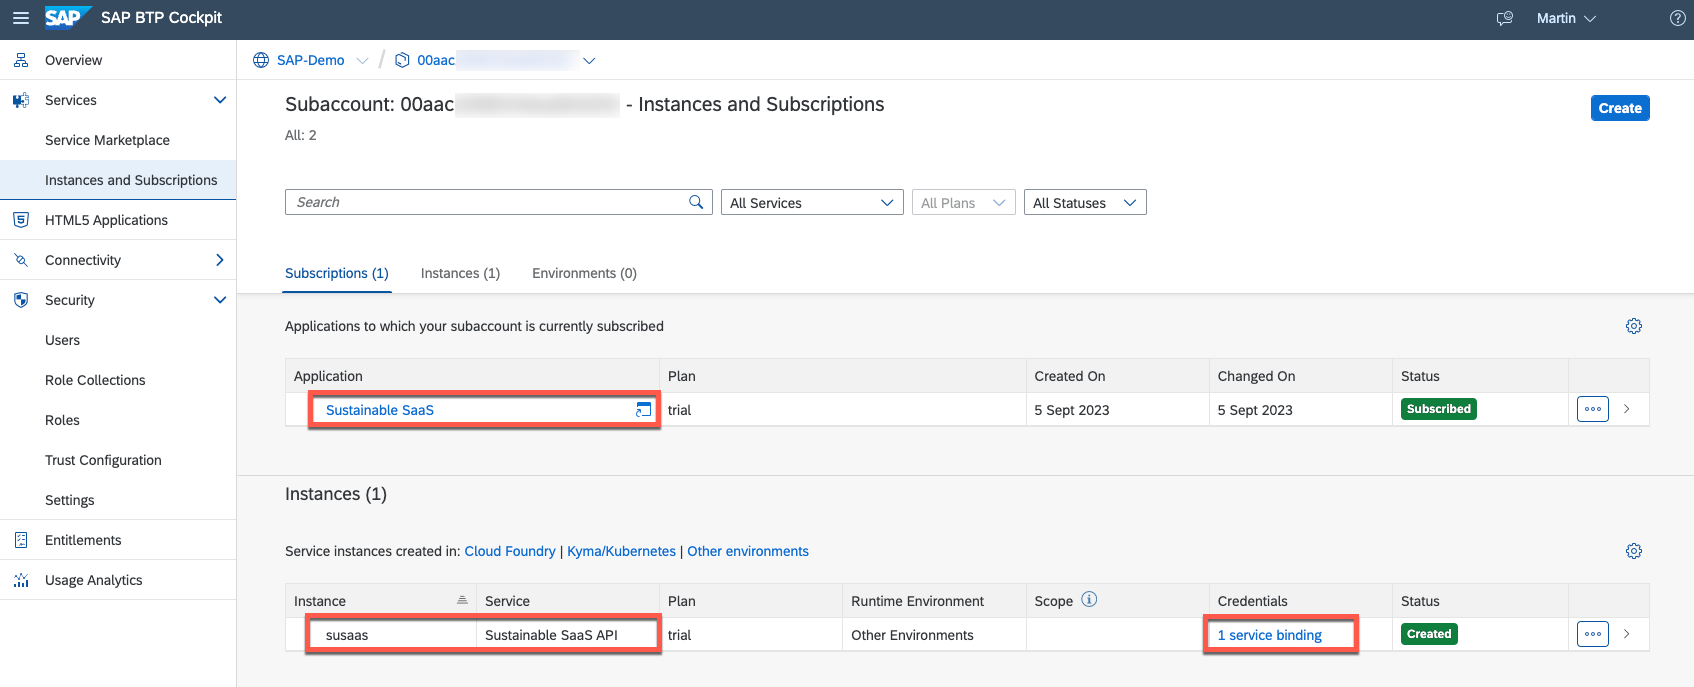 SAP SAP BTP Cockpit Martin
Overview
Services
Service Marketplace
Instances and Subscriptions
HTML5 Applications
Connectivity
Security
Users
Role Collections
Roles
Trust Configuration
Settings
Entitlements
Usage Analytics
SAP-Demo / 00aac
Subaccount: 00aac - Instances and Subscriptions
Create
All: 2
Search All Services All Plans All Statuses
Subscriptions (1) Instances (1) Environments (0)
Applications to which your subaccount is currently subscribed
Application Plan Created On Changed On Status
Sustainable SaaS trial 5 Sept 2023 5 Sept 2023 Subscribed
Instances (1)
Service instances created in: Cloud Foundry | Kyma/Kubernetes | Other environments
Instance Service Plan Runtime Environment Scope Credentials Status
susaas Sustainable SaaS API trial Other Environments 1 service binding Created